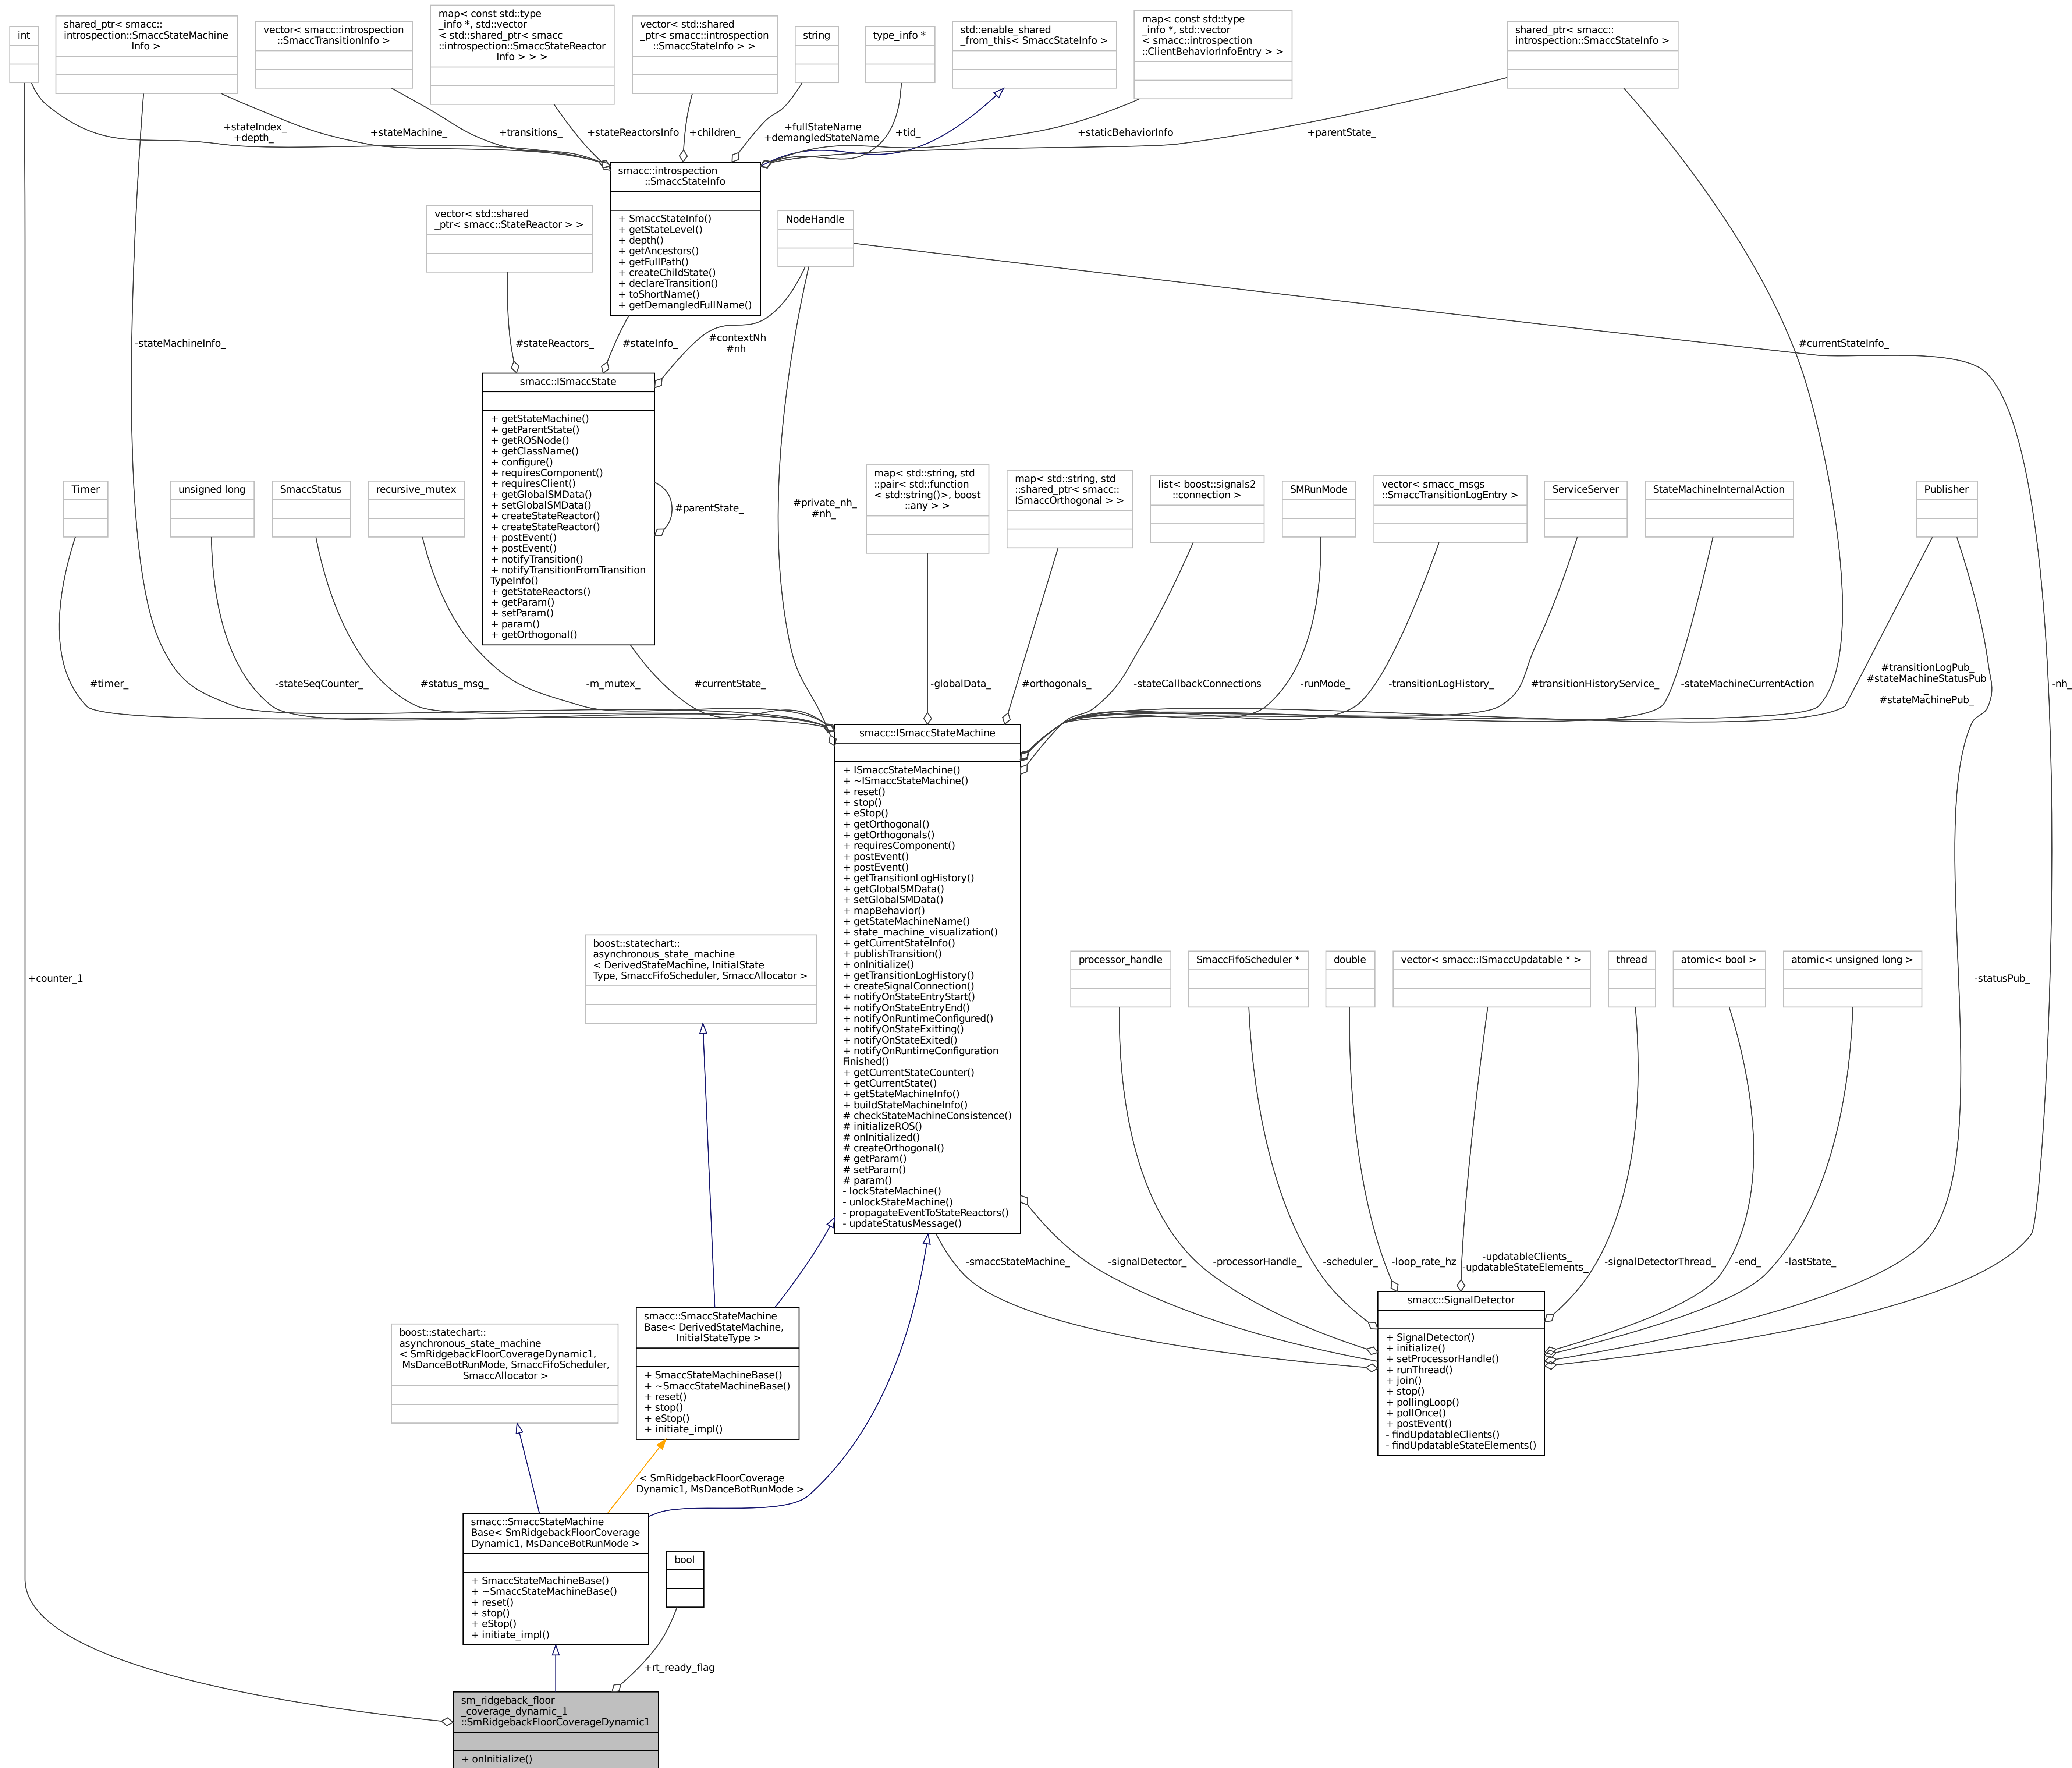 int
shared_ptr< smacc::
introspection::SmaccStateMachine
Info >
vector< smacc::introspection
::SmaccTransitionInfo >
map< const std::type
_info *, std::vector
< std::shared_ptr< smacc
::introspection::SmaccStateReactor
Info > > >
vector< std::shared
_ptr< smacc::introspection
::SmaccStateInfo > >
string
type_info *
std::enable_shared
_from_this< SmaccStateInfo >
map< const std::type
_info *, std::vector
< smacc::introspection
::ClientBehaviorInfoEntry > >
shared_ptr< smacc::
introspection::SmaccStateInfo >
+stateIndex_
+depth_
+stateMachine_
+transitions_
+stateReactorsInfo
+children_
+fullStateName
+demangledStateName
+tid_
+staticBehaviorInfo
+parentState_
smacc::introspection
::SmaccStateInfo
+ SmaccStateInfo()
+ getStateLevel()
+ depth()
+ getAncestors()
+ getFullPath()
+ createChildState()
+ declareTransition()
+ toShortName()
+ getDemangledFullName()
vector< std::shared
_ptr< smacc::StateReactor > >
NodeHandle
-stateMachineInfo_
#stateReactors_
#stateInfo_
#contextNh
#nh
#currentStateInfo_
smacc::ISmaccState
+ getStateMachine()
+ getParentState()
+ getROSNode()
+ getClassName()
+ configure()
+ requiresComponent()
+ requiresClient()
+ getGlobalSMData()
+ setGlobalSMData()
+ createStateReactor()
+ createStateReactor()
+ postEvent()
+ postEvent()
+ notifyTransition()
+ notifyTransitionFromTransition
TypeInfo()
+ getStateReactors()
+ getParam()
+ setParam()
+ param()
+ getOrthogonal()
#parentState_
#private_nh_
#nh_
Timer
unsigned long
SmaccStatus
recursive_mutex
map< std::string, std
::pair< std::function
< std::string()>, boost
::any > >
map< std::string, std
::shared_ptr< smacc::
ISmaccOrthogonal > >
list< boost::signals2
::connection >
SMRunMode
vector< smacc_msgs
::SmaccTransitionLogEntry >
ServiceServer
StateMachineInternalAction
Publisher
#timer_
-stateSeqCounter_
#status_msg_
-m_mutex_
#currentState_
-globalData_
#orthogonals_
-stateCallbackConnections
-runMode_
-transitionLogHistory_
#transitionHistoryService_
-stateMachineCurrentAction
#transitionLogPub_
#stateMachineStatusPub
_
#stateMachinePub_
-nh_
smacc::ISmaccStateMachine
+ ISmaccStateMachine()
+ ~ISmaccStateMachine()
+ reset()
+ stop()
+ eStop()
+ getOrthogonal()
+ getOrthogonals()
+ requiresComponent()
+ postEvent()
+ postEvent()
+ getTransitionLogHistory()
+ getGlobalSMData()
+ setGlobalSMData()
+ mapBehavior()
+ getStateMachineName()
+ state_machine_visualization()
+ getCurrentStateInfo()
+ publishTransition()
+ onInitialize()
+ getTransitionLogHistory()
+ createSignalConnection()
+ notifyOnStateEntryStart()
+ notifyOnStateEntryEnd()
+ notifyOnRuntimeConfigured()
+ notifyOnStateExitting()
+ notifyOnStateExited()
+ notifyOnRuntimeConfiguration
Finished()
+ getCurrentStateCounter()
+ getCurrentState()
+ getStateMachineInfo()
+ buildStateMachineInfo()
# checkStateMachineConsistence()
# initializeROS()
# onInitialized()
# createOrthogonal()
# getParam()
# setParam()
# param()
- lockStateMachine()
- unlockStateMachine()
- propagateEventToStateReactors()
- updateStatusMessage()
boost::statechart::
asynchronous_state_machine
< DerivedStateMachine, InitialState
Type, SmaccFifoScheduler, SmaccAllocator >
processor_handle
SmaccFifoScheduler *
double
vector< smacc::ISmaccUpdatable * >
thread
atomic< bool >
atomic< unsigned long >
+counter_1
-statusPub_
-smaccStateMachine_
-signalDetector_
-processorHandle_
-scheduler_
-loop_rate_hz
-updatableClients_
-updatableStateElements_
-signalDetectorThread_
-end_
-lastState_
smacc::SignalDetector
+ SignalDetector()
+ initialize()
+ setProcessorHandle()
+ runThread()
+ join()
+ stop()
+ pollingLoop()
+ pollOnce()
+ postEvent()
- findUpdatableClients()
- findUpdatableStateElements()
smacc::SmaccStateMachine
Base< DerivedStateMachine,
InitialStateType >
+ SmaccStateMachineBase()
+ ~SmaccStateMachineBase()
+ reset()
+ stop()
+ eStop()
+ initiate_impl()
boost::statechart::
asynchronous_state_machine
< SmRidgebackFloorCoverageDynamic1,
MsDanceBotRunMode, SmaccFifoScheduler,
SmaccAllocator >
< SmRidgebackFloorCoverage
Dynamic1, MsDanceBotRunMode >
smacc::SmaccStateMachine
Base< SmRidgebackFloorCoverage
Dynamic1, MsDanceBotRunMode >
+ SmaccStateMachineBase()
+ ~SmaccStateMachineBase()
+ reset()
+ stop()
+ eStop()
+ initiate_impl()
bool
+rt_ready_flag
sm_ridgeback_floor
_coverage_dynamic_1
::SmRidgebackFloorCoverageDynamic1
+ onInitialize()